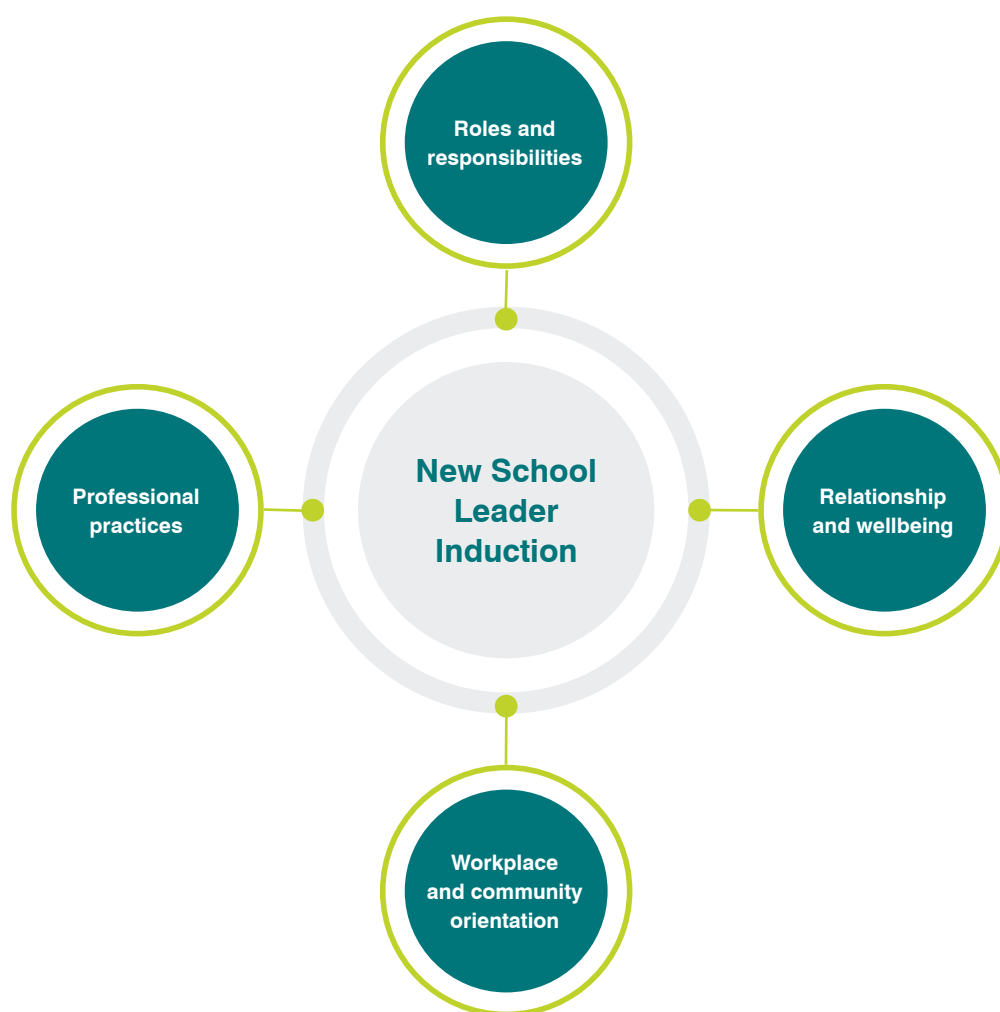 Roles and
responsibilities
New School
Leader
Induction
Professional
practices
Relationship
and wellbeing
Workplace
and community
orientation